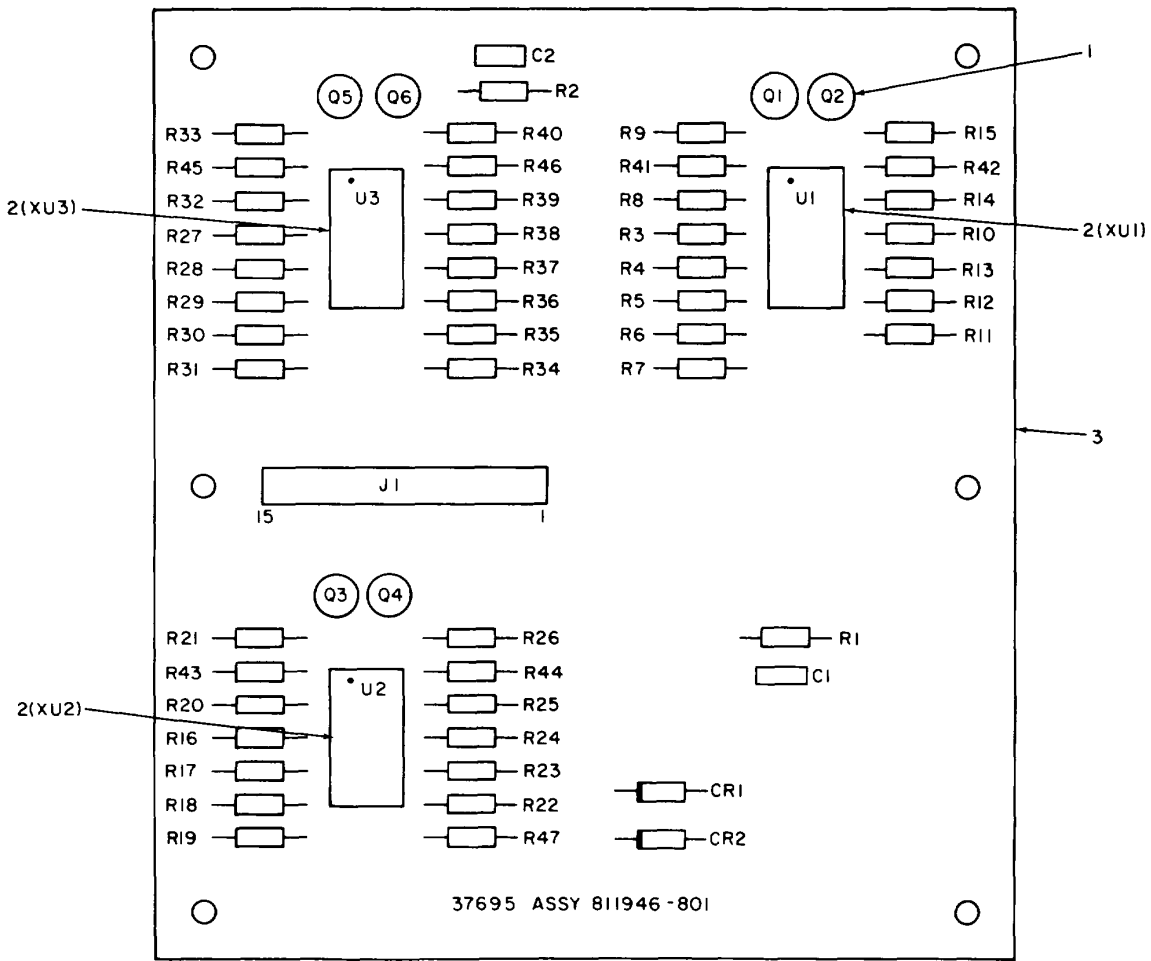 C2
1
R2
Q5 Q6 Q1 Q2
R33 R40 R9 R15
R45 R46 R41 R42
U3 U1
R32 R39 R8 R14
2(XU3)
2(XU1)
R27 R38 R3 R10
R28 R37 R4 R13
R29 R36 R5 R12
R30 R35 R6 R11
R31 R34 R7
3
J1
15 1
Q3 Q4
R21 R26 R1
R43 R44 C1
U2
R20 R25
2(XU2)
R16 R24
R17 R23
CR1
R18 R22
R19 R47 CR2
37695 ASSY 811946-801